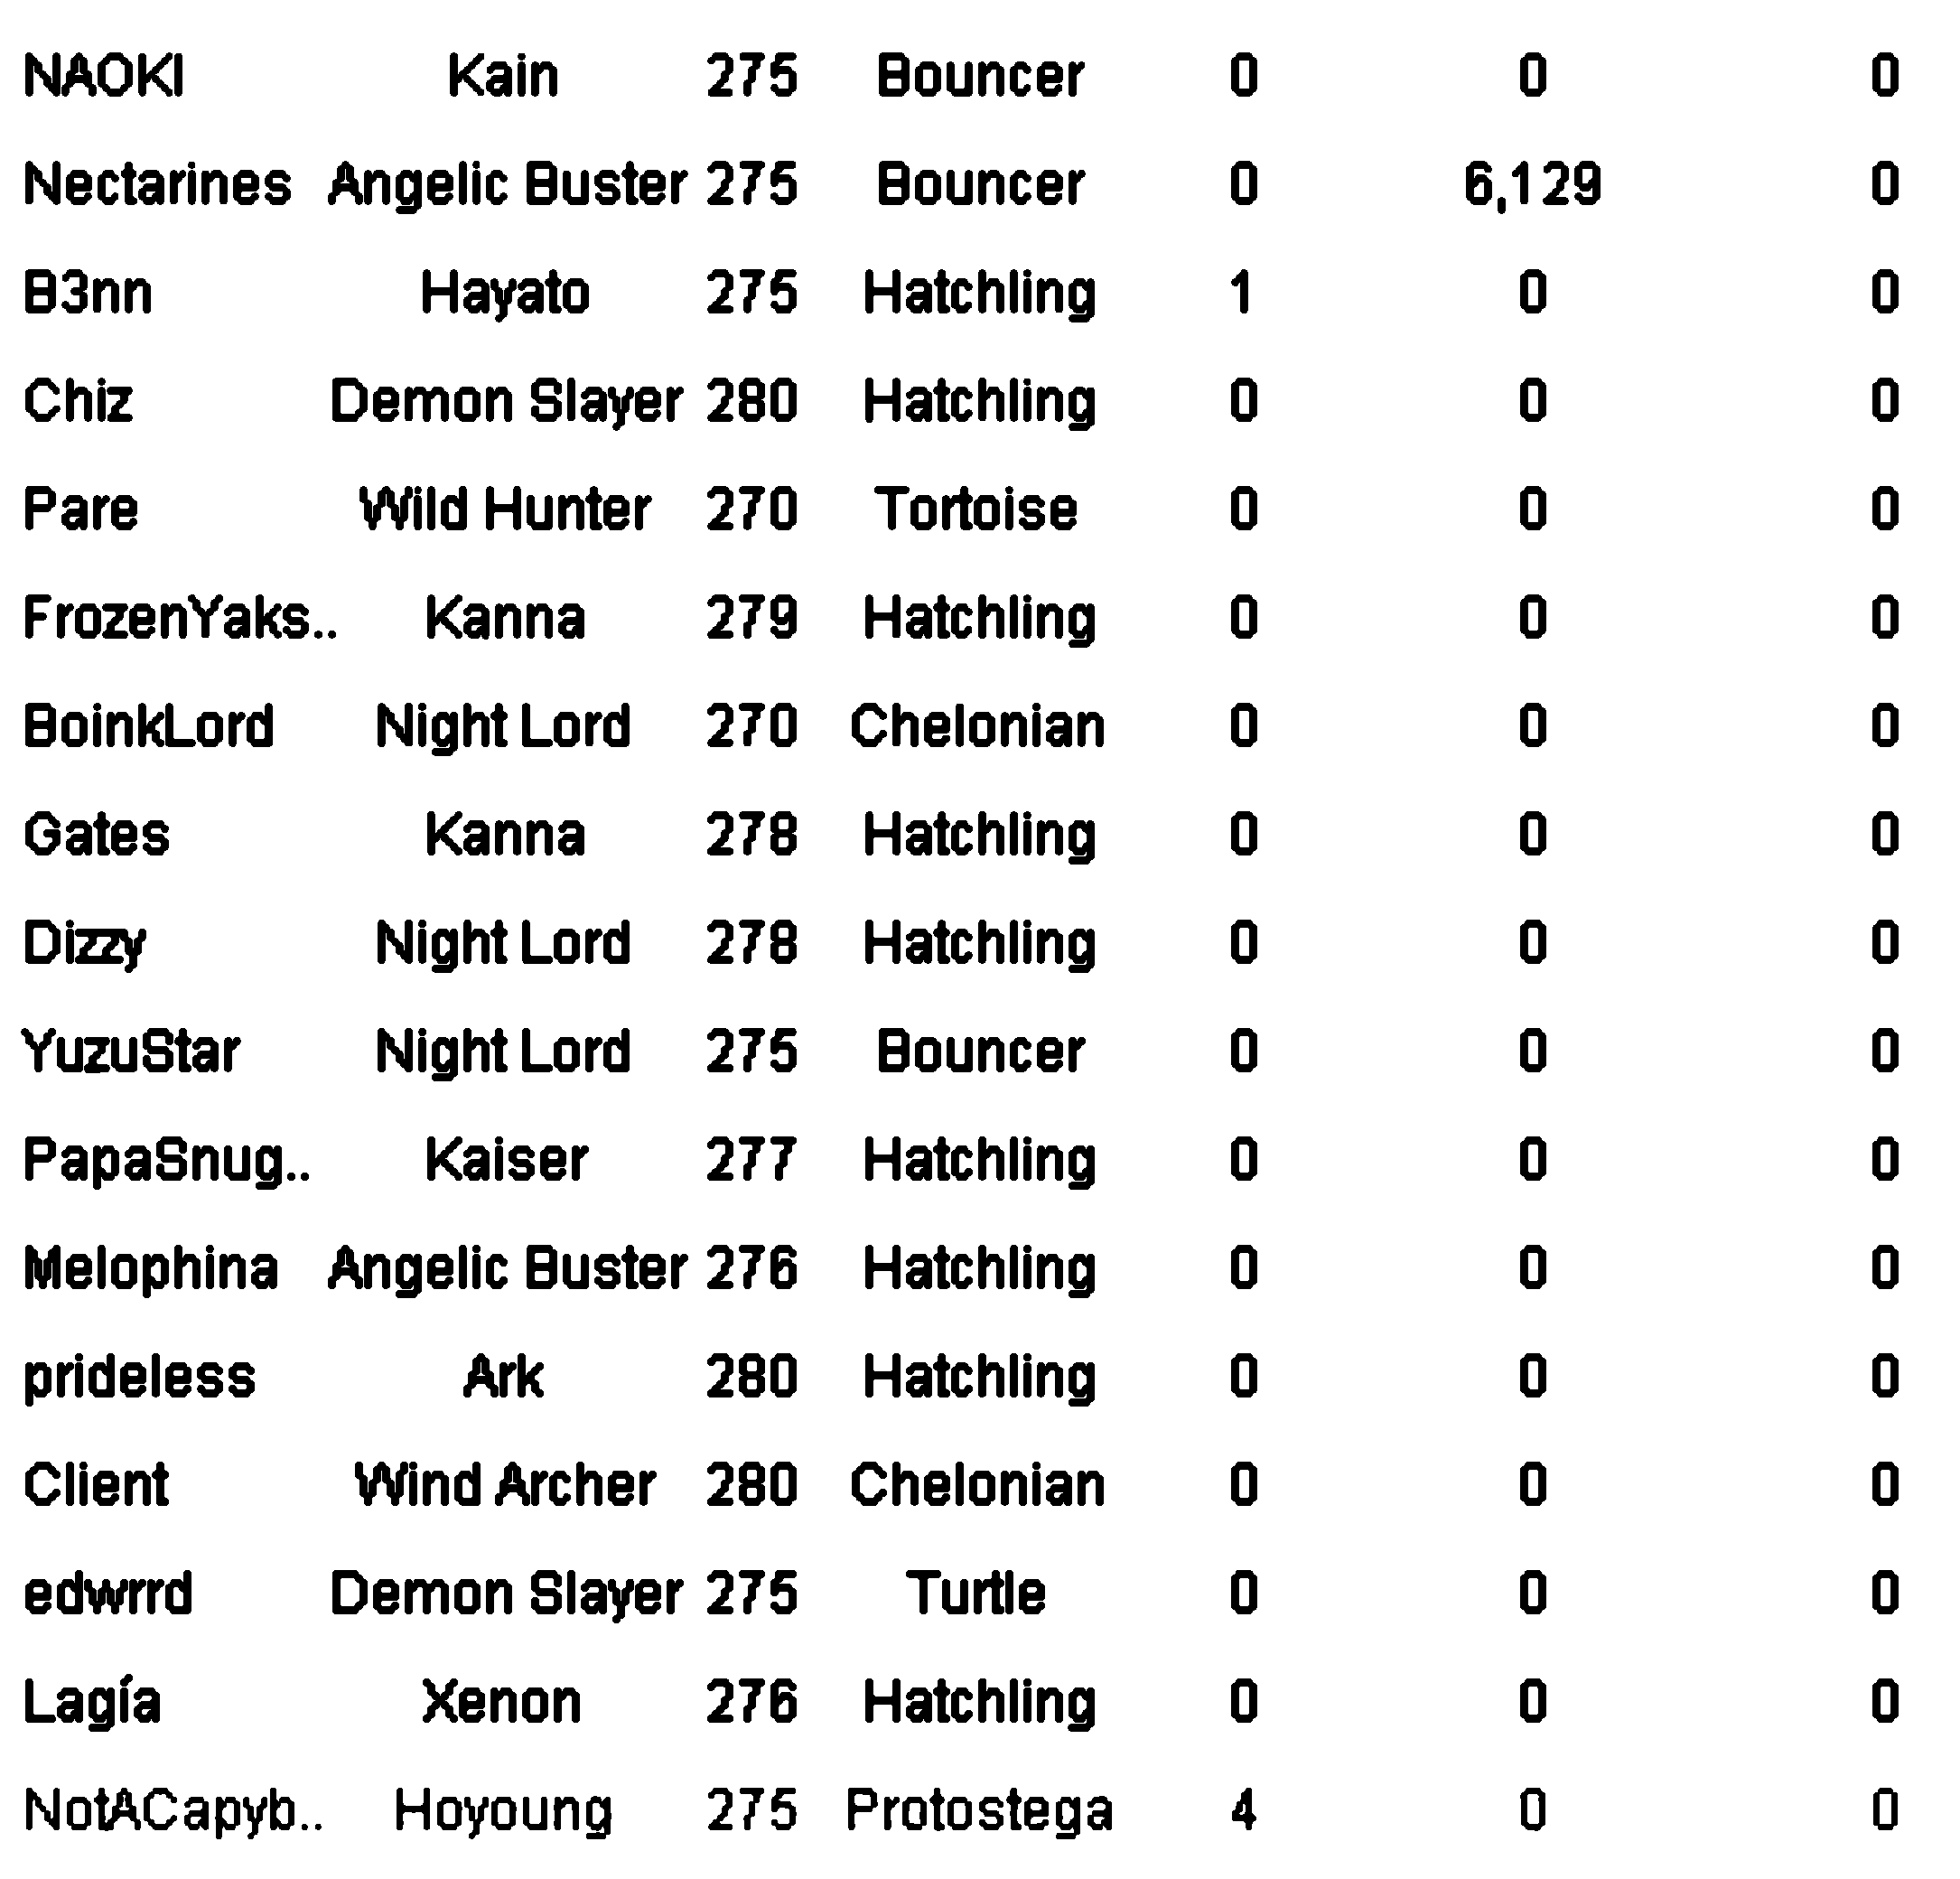 NAOKI Kain 275 Bouncer 0 0 0
Nectarines Angelic Buster 275 Bouncer 0 6,129 0
B3nn Hayato 275 Hatchling 1 0 0
Chiz Demon Slayer 280 Hatchling 0 0 0
Pare Wild Hunter 270 Tortoise 0 0 0
FrozenYaks.. Kanna 279 Hatchling 0 0 0
BoinkLord Night Lord 270 Chelonian 0 0 0
Gates Kanna 278 Hatchling 0 0 0
Dizzy Night Lord 278 Hatchling 0 0 0
YuzuStar Night Lord 275 Bouncer 0 0 0
PapaSnug.. Kaiser 277 Hatchling 0 0 0
Melophina Angelic Buster 276 Hatchling 0 0 0
prideless Ark 280 Hatchling 0 0 0
Client Wind Archer 280 Chelonian 0 0 0
edwrrd Demon Slayer 275 Turtle 0 0 0
Lagía Xenon 276 Hatchling 0 0 0
NotACapyb.. Hoyoung 275 Protostega 4 0 0